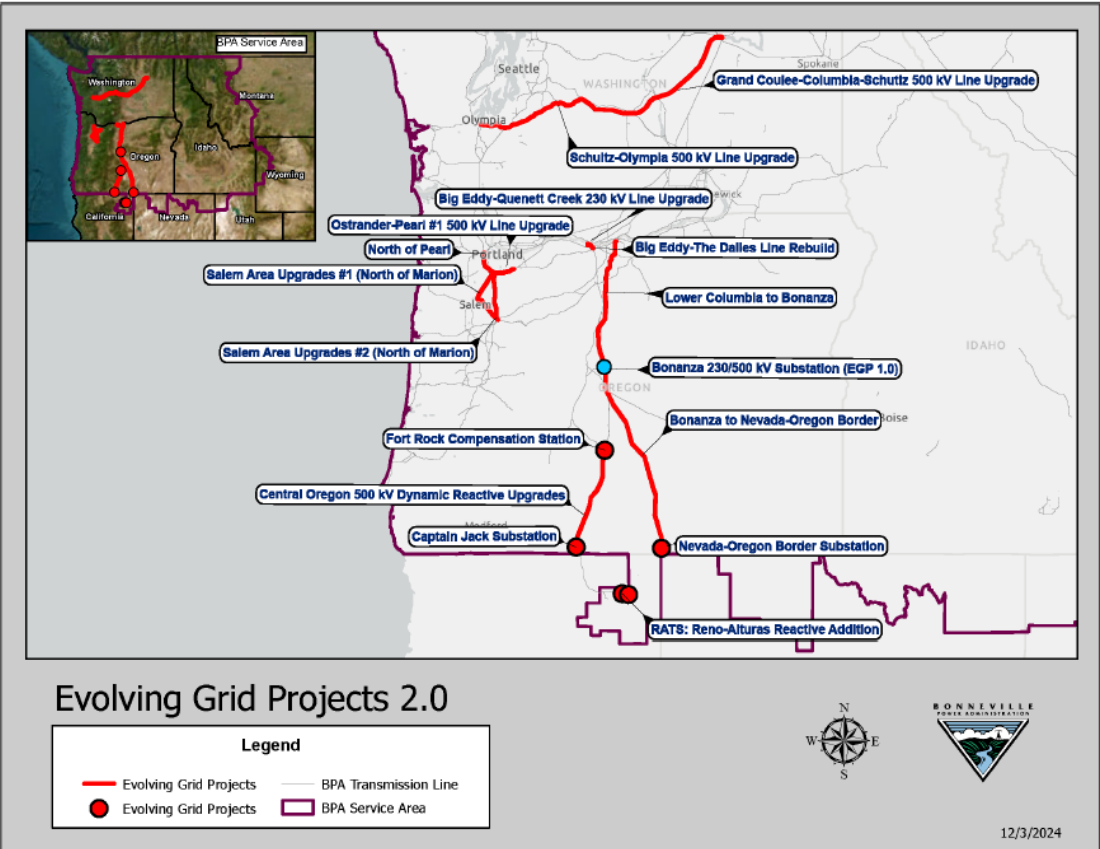 BPA Service Area
Washington
Montana
Oregon
Idaho
Wyoming
California
Nevada
Utah
Seattle
WASHINGTON
Spokane
Grand Coulee-Columbia-Schultz 500 kV Line Upgrade
Olympia
Schultz-Olympia 500 kV Line Upgrade
Big Eddy-Quenett Creek 230 kV Line Upgrade
ewick
Ostrander-Pearl #1 500 kV Line Upgrade
North of Pearl
Portland
Big Eddy-The Dalles Line Rebuild
Salem Area Upgrades #1 (North of Marion)
Lower Columbia to Bonanza
Salem
Salem Area Upgrades #2 (North of Marion)
IDAHO
Bonanza 230/500 kV Substation (EGP 1.0)
OREGON
Bonanza to Nevada-Oregon Border
Boise
Fort Rock Compensation Station
Central Oregon 500 kV Dynamic Reactive Upgrades
Medford
Captain Jack Substation
Nevada-Oregon Border Substation
RATS: Reno-Alturas Reactive Addition
Evolving Grid Projects 2.0
Legend
Evolving Grid Projects
BPA Transmission Line
Evolving Grid Projects
BPA Service Area
N
W
E
S
BONNEVILLE
POWER ADMINISTRATION
12/3/2024